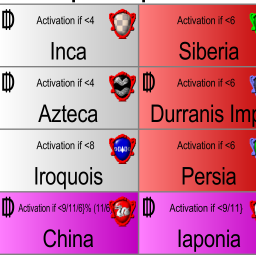 Activation if <4
Inca
Activation if <6
Siberia
Activation if <4
Azteca
Activation if <6
Durranis Imp
Activation if <8
Iroquois
Activation if <6
Persia
Activation if <9/11/6}% (11/6
China
Activation if <9/11}
Iaponia